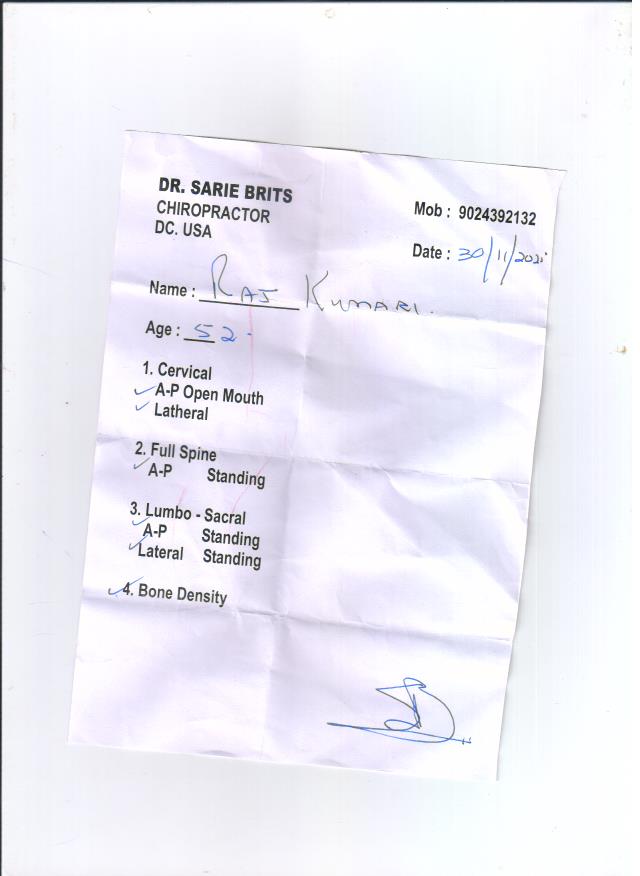 DR. SARIE BRITS
CHIROPRACTOR
DC. USA
Mob : 9024392132
Date : 30/11/202
Name : RAJ KUMARI.
Age : 52
1. Cervical
✓ A-P Open Mouth
✓ Latheral
2. Full Spine
✓ A-P Standing
3. Lumbo - Sacral
✓ A-P Standing
✓ Lateral Standing
✓ 4. Bone Density